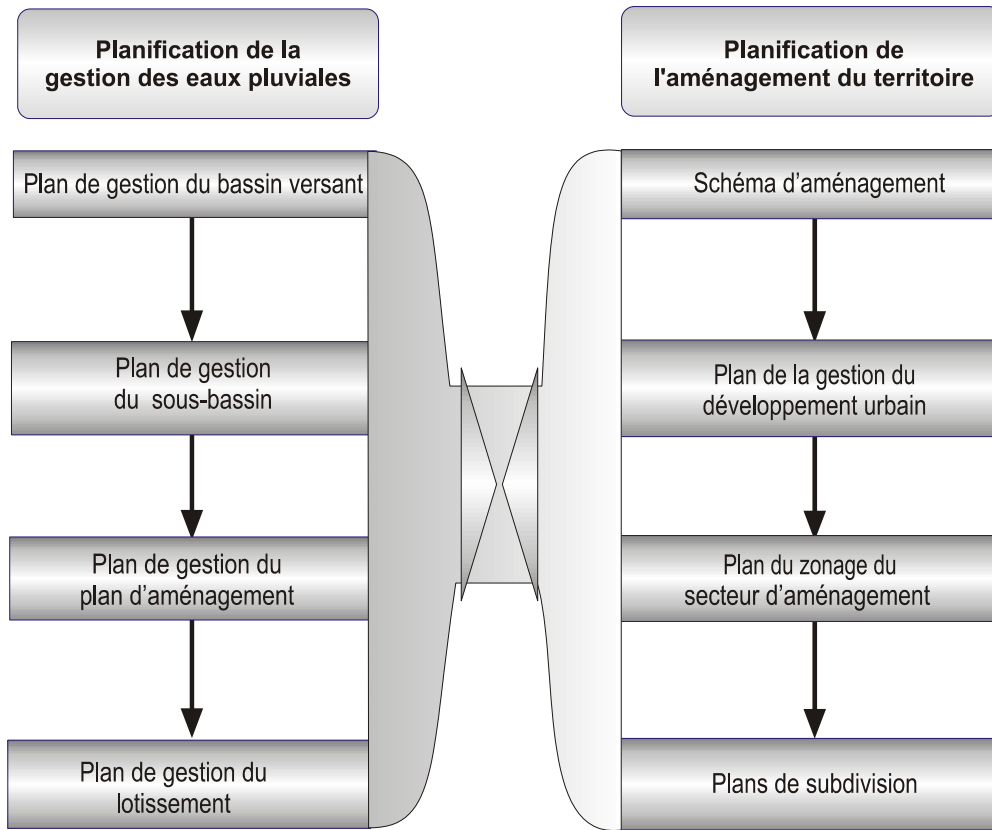 Planification de la
gestion des eaux pluviales
Plan de gestion du bassin versant
Plan de gestion
du sous-bassin
Plan de gestion du
plan d'aménagement
Plan de gestion du
lotissement
Planification de
l'aménagement du territoire
Schéma d'aménagement
Plan de la gestion du
développement urbain
Plan du zonage du
secteur d'aménagement
Plans de subdivision